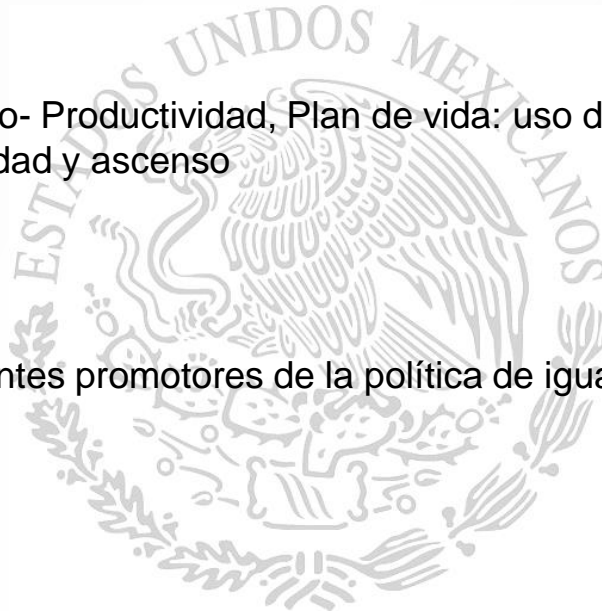 ESTADOS UNIDOS MEXICANOS
o- Productividad, Plan de vida: uso d
dad y ascenso
ntes promotores de la política de igua